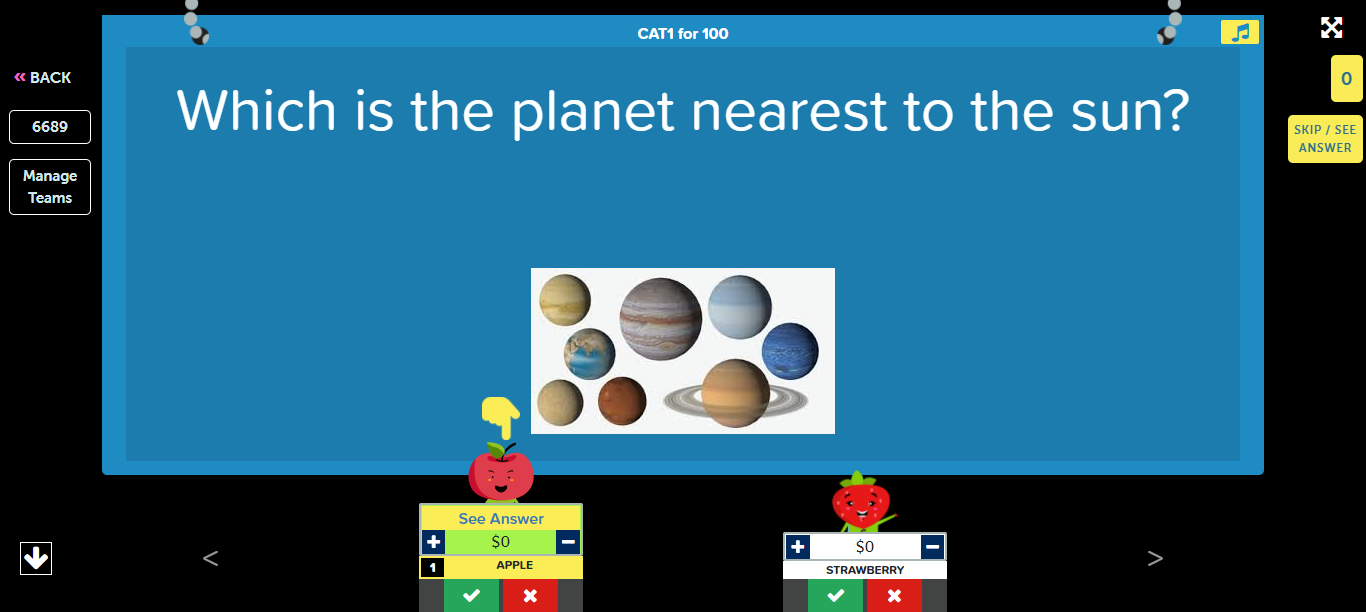 CAT1 for 100
« BACK
0
Which is the planet nearest to the sun?
6689
SKIP / SEE
ANSWER
Manage
Teams
See Answer
+ $0 −
1 APPLE
+ $0 −
STRAWBERRY
< >